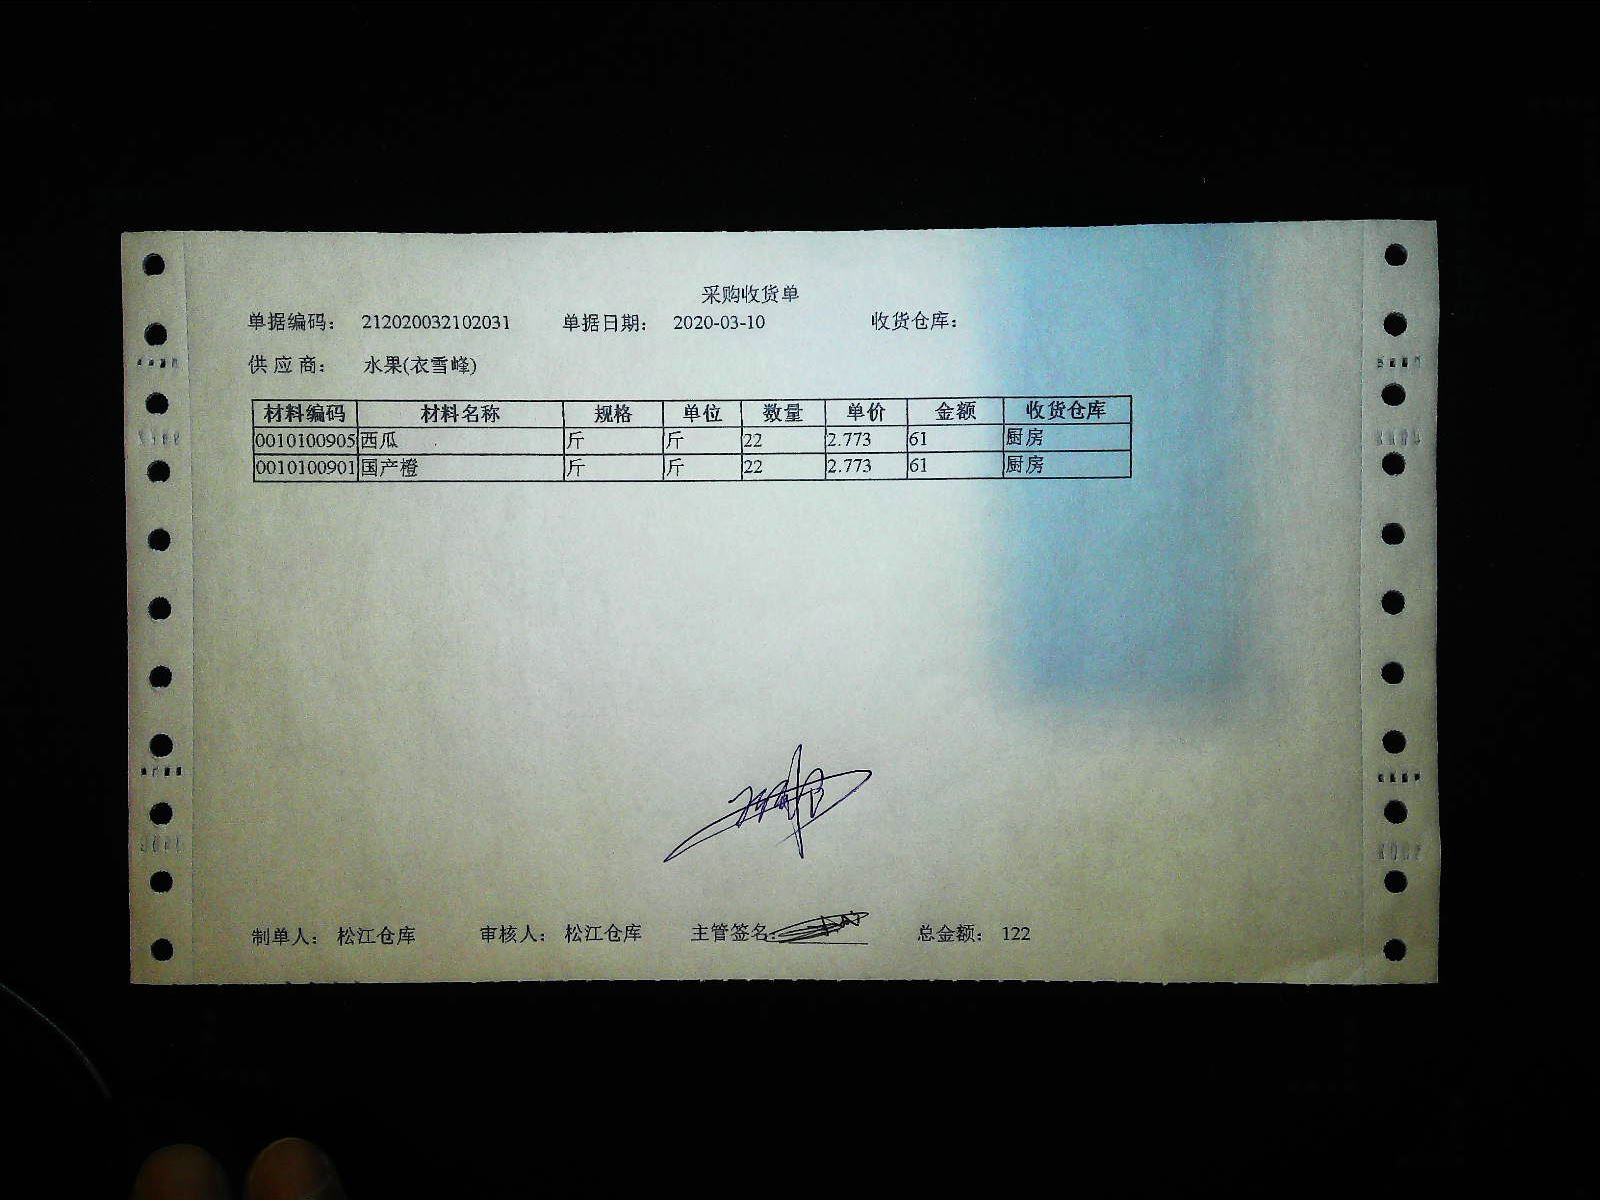 采购收货单
单据编码： 212020032102031 单据日期： 2020-03-10 收货仓库：
供 应 商： 水果(衣雪峰)
材料编码 材料名称 规格 单位 数量 单价 金额 收货仓库
0010100905 西瓜 斤 斤 22 2.773 61 厨房
0010100901 国产橙 斤 斤 22 2.773 61 厨房
制单人： 松江仓库 审核人： 松江仓库 主管签名： 总金额： 122